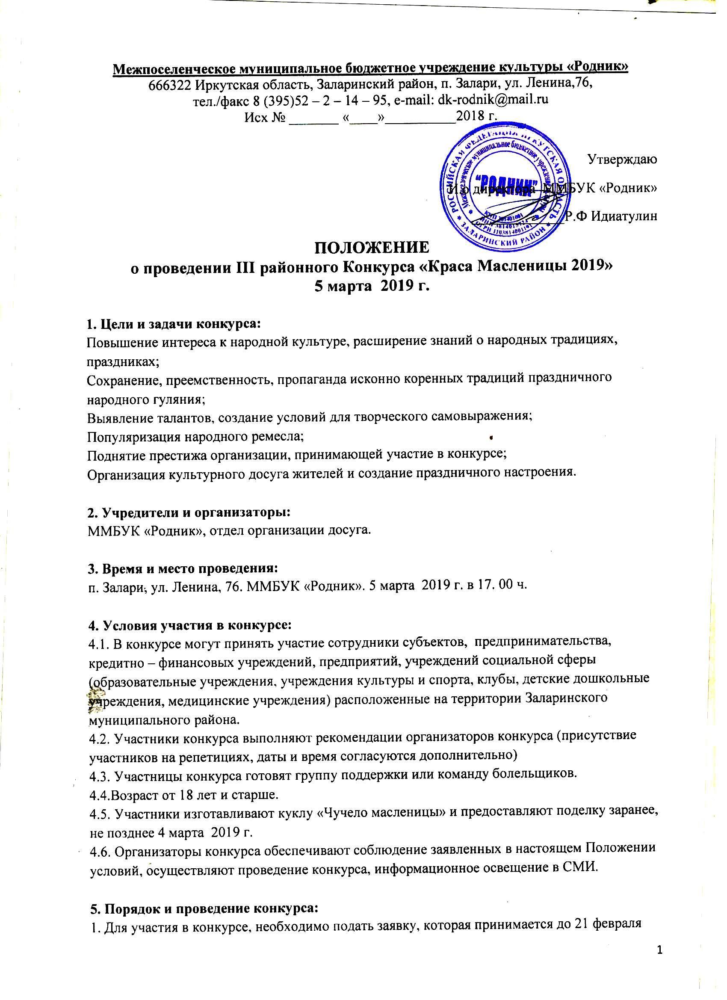 Межпоселенческое муниципальное бюджетное учреждение культуры «Родник»
666322 Иркутская область, Заларинский район, п. Залари, ул. Ленина,76,
тел./факс 8 (395)52 – 2 – 14 – 95, e-mail: dk-rodnik@mail.ru
Исх № _______ «____»__________2018 г.
РОССИЙСКАЯ ФЕДЕРАЦИЯ ИРКУТСКАЯ ОБЛАСТЬ * ЗАЛАРИНСКИЙ РАЙОН *
Межпоселенческое муниципальное бюджетное учреждение
"РОДНИК"
Утверждаю
И.о директора ММБУК «Родник»
____________Р.Ф Идиатулин
ПОЛОЖЕНИЕ
о проведении III районного Конкурса «Краса Масленицы 2019»
5 марта 2019 г.
1. Цели и задачи конкурса:
Повышение интереса к народной культуре, расширение знаний о народных традициях,
праздниках;
Сохранение, преемственность, пропаганда исконно коренных традиций праздничного
народного гуляния;
Выявление талантов, создание условий для творческого самовыражения;
Популяризация народного ремесла;
Поднятие престижа организации, принимающей участие в конкурсе;
Организация культурного досуга жителей и создание праздничного настроения.
2. Учредители и организаторы:
ММБУК «Родник», отдел организации досуга.
3. Время и место проведения:
п. Залари, ул. Ленина, 76. ММБУК «Родник». 5 марта 2019 г. в 17. 00 ч.
4. Условия участия в конкурсе:
4.1. В конкурсе могут принять участие сотрудники субъектов, предпринимательства,
кредитно – финансовых учреждений, предприятий, учреждений социальной сферы
(образовательные учреждения, учреждения культуры и спорта, клубы, детские дошкольные
учреждения, медицинские учреждения) расположенные на территории Заларинского
муниципального района.
4.2. Участники конкурса выполняют рекомендации организаторов конкурса (присутствие
участников на репетициях, даты и время согласуются дополнительно)
4.3. Участницы конкурса готовят группу поддержки или команду болельщиков.
4.4.Возраст от 18 лет и старше.
4.5. Участники изготавливают куклу «Чучело масленицы» и предоставляют поделку заранее,
не позднее 4 марта 2019 г.
4.6. Организаторы конкурса обеспечивают соблюдение заявленных в настоящем Положении
условий, осуществляют проведение конкурса, информационное освещение в СМИ.
5. Порядок и проведение конкурса:
1. Для участия в конкурсе, необходимо подать заявку, которая принимается до 21 февраля
1